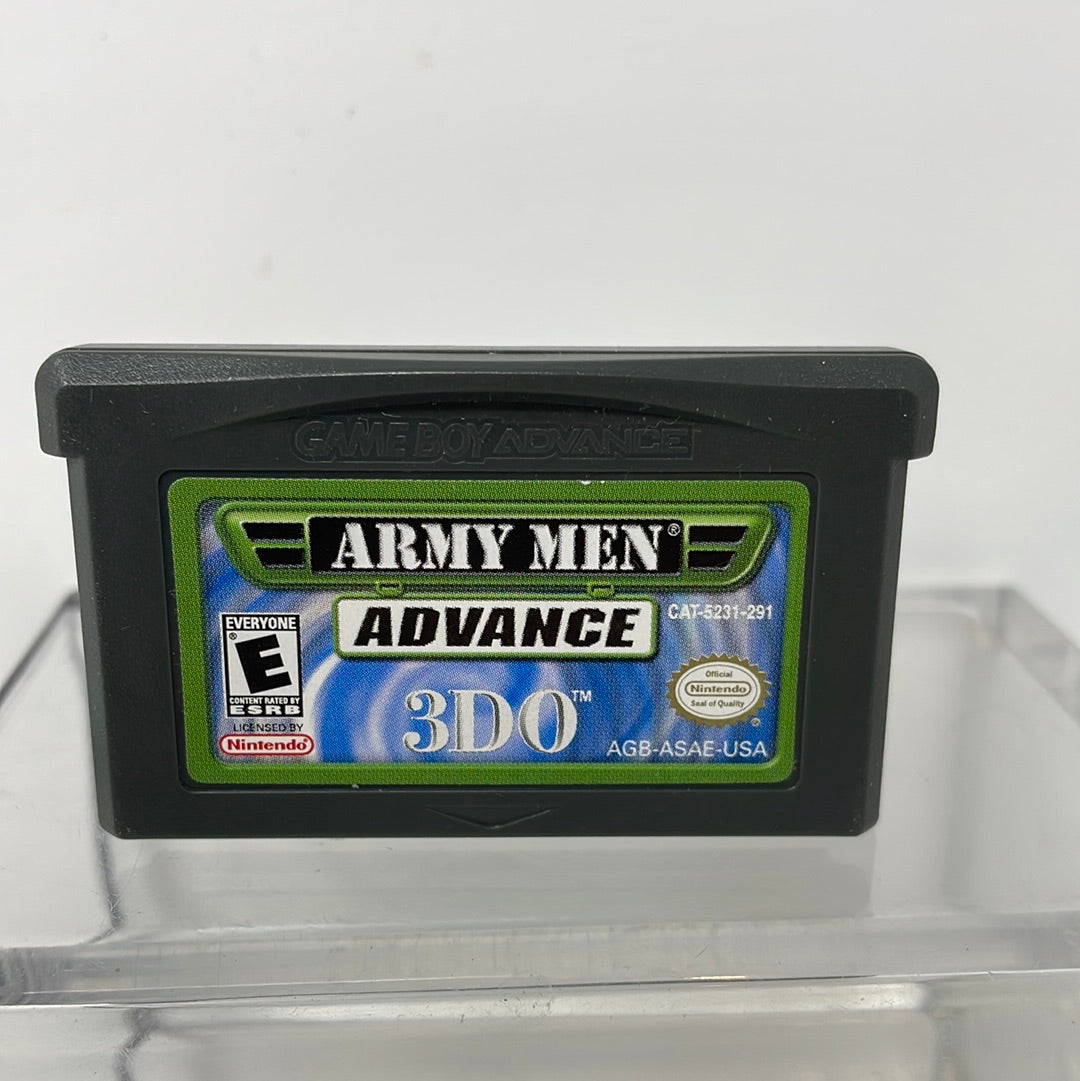 GAME BOY ADVANCE
ARMY MEN®
ADVANCE
CAT-5231-291
EVERYONE
E
®
CONTENT RATED BY
ESRB
Official
Nintendo
Seal of Quality
®
LICENSED BY
Nintendo®
3DO™
AGB-ASAE-USA